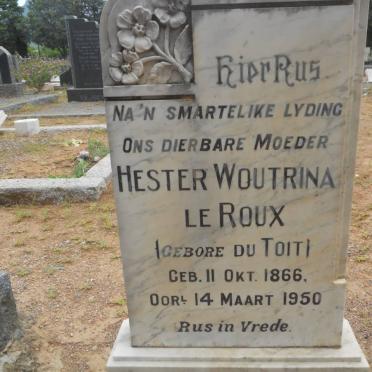 Hier Rus
NA 'N SMARTELIKE LYDING
ONS DIERBARE MOEDER
HESTER WOUTRINA
LE ROUX
(GEBORE DU TOIT)
GEB. 11 OKT. 1866,
OORL. 14 MAART 1950
Rus in Vrede.